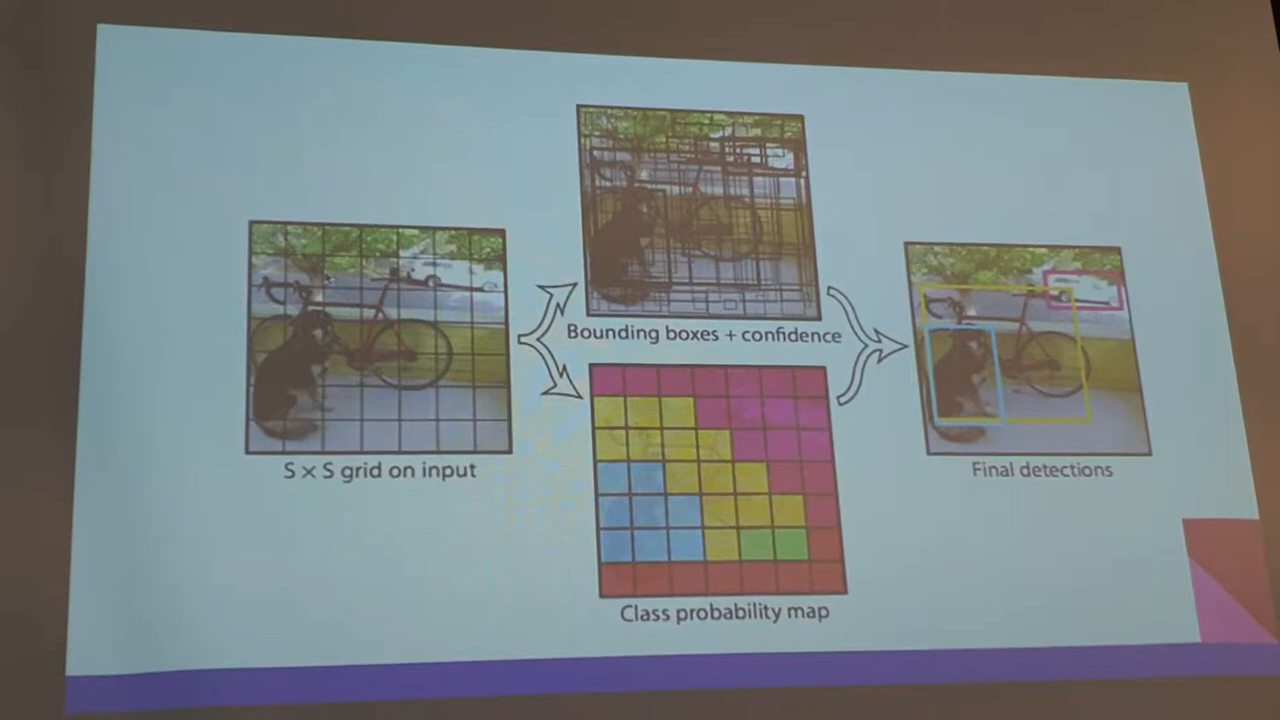 S × S grid on input
Bounding boxes + confidence
Class probability map
Final detections